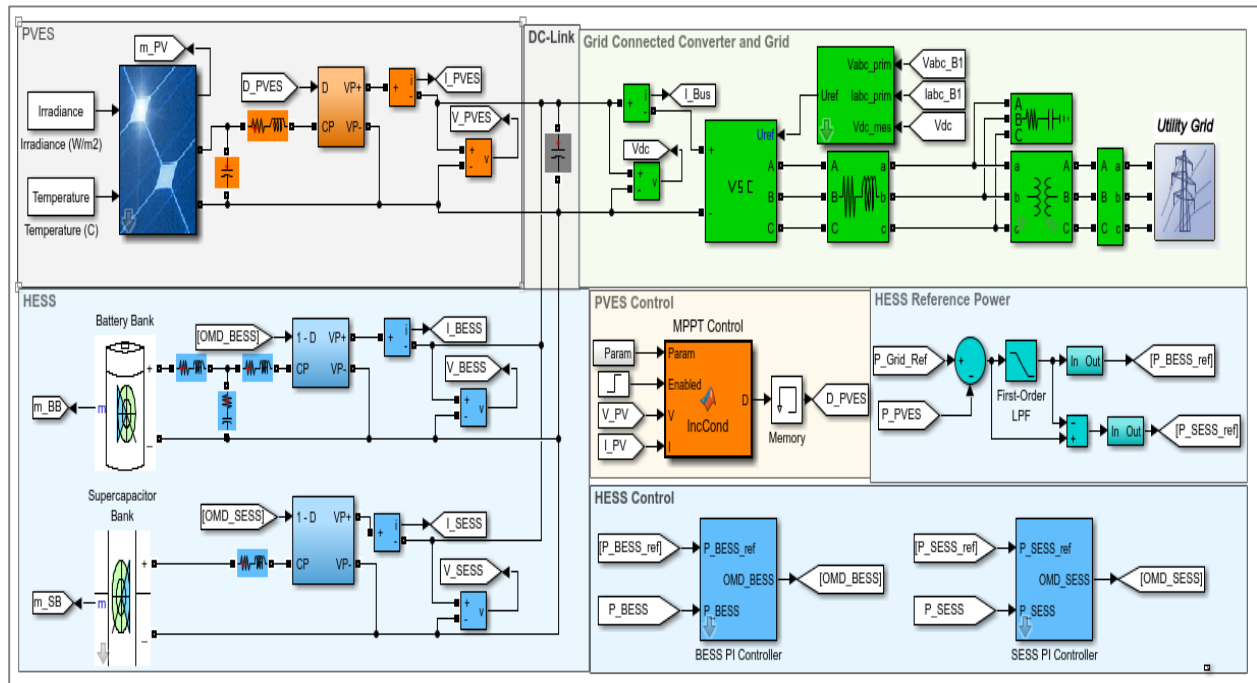 PVES
m_PV
Irradiance
Irradiance (W/m2)
Temperature
Temperature (C)
D_PVES
D
VP+
CP
VP-
+
i
-
I_PVES
V_PVES
+
-
v
DC-Link
Grid Connected Converter and Grid
+
i
-
I_Bus
Vdc
+
-
v
Uref
+
VSC
-
A
B
C
Vabc_prim
Uref
Iabc_prim
Vdc_mes
Vabc_B1
Iabc_B1
Vdc
A
a
B
b
C
c
A
B
C
a
A
b
B
c
C
A
a
B
b
C
c
Utility Grid
HESS
Battery Bank
m_BB
m
+
_
[OMD_BESS]
1 - D
VP+
CP
VP-
+
i
-
I_BESS
V_BESS
+
-
v
Supercapacitor
Bank
m_SB
m
+
_
[OMD_SESS]
1 - D
VP+
CP
VP-
+
i
-
I_SESS
V_SESS
+
-
v
PVES Control
MPPT Control
Param
V_PV
I_PV
Param
Enabled
V
I
D
IncCond
Memory
D_PVES
HESS Reference Power
P_Grid_Ref
P_PVES
+
-
First-Order
LPF
In Out
[P_BESS_ref]
-
+
In Out
[P_SESS_ref]
HESS Control
[P_BESS_ref]
P_BESS
P_BESS_ref
OMD_BESS
P_BESS
[OMD_BESS]
BESS PI Controller
[P_SESS_ref]
P_SESS
P_SESS_ref
OMD_SESS
P_SESS
[OMD_SESS]
SESS PI Controller